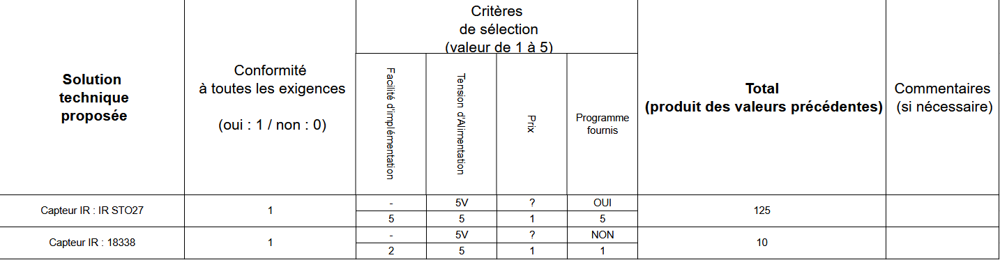 Solution
technique
proposée
Conformité
à toutes les exigences
(oui : 1 / non : 0)
Critères
de sélection
(valeur de 1 à 5)
Facilité d'implémentation
Tension d'Alimentation
Prix
Programme
fournis
Total
(produit des valeurs précédentes)
Commentaires
(si nécessaire)
Capteur IR : IR STO27
1
- 5V ? OUI
5 5 1 5
125
Capteur IR : 18338
1
- 5V ? NON
2 5 1 1
10